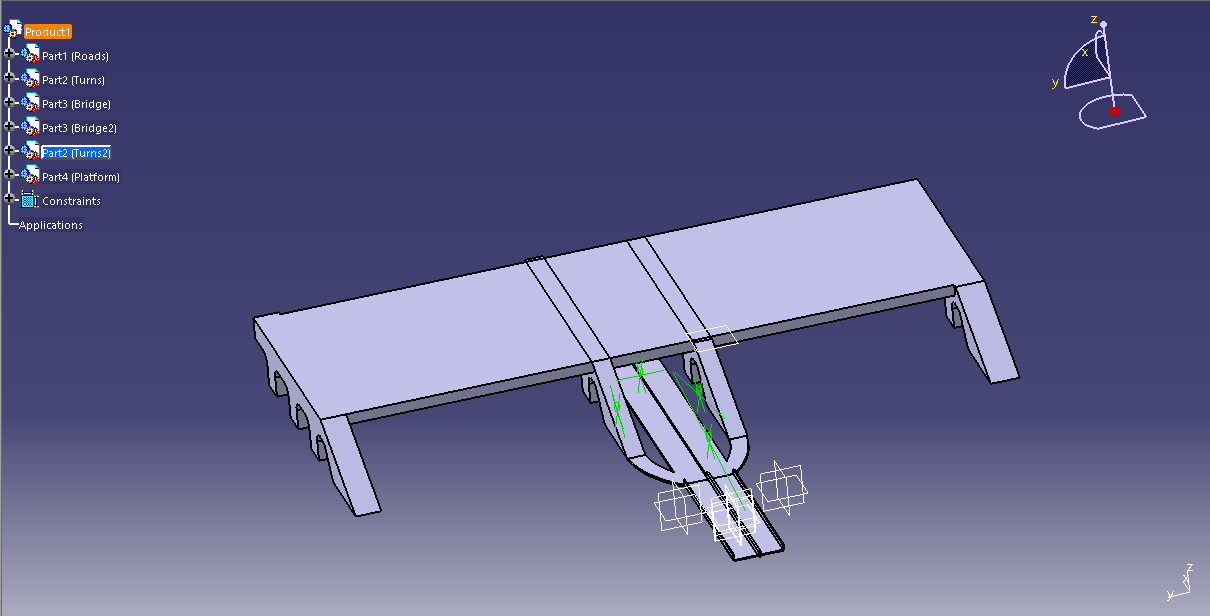 Product1
Part1 (Roads)
Part2 (Turns)
Part3 (Bridge)
Part3 (Bridge2)
Part2 (Turns2)
Part4 (Platform)
Constraints
Applications
z
x
y
z
x
y